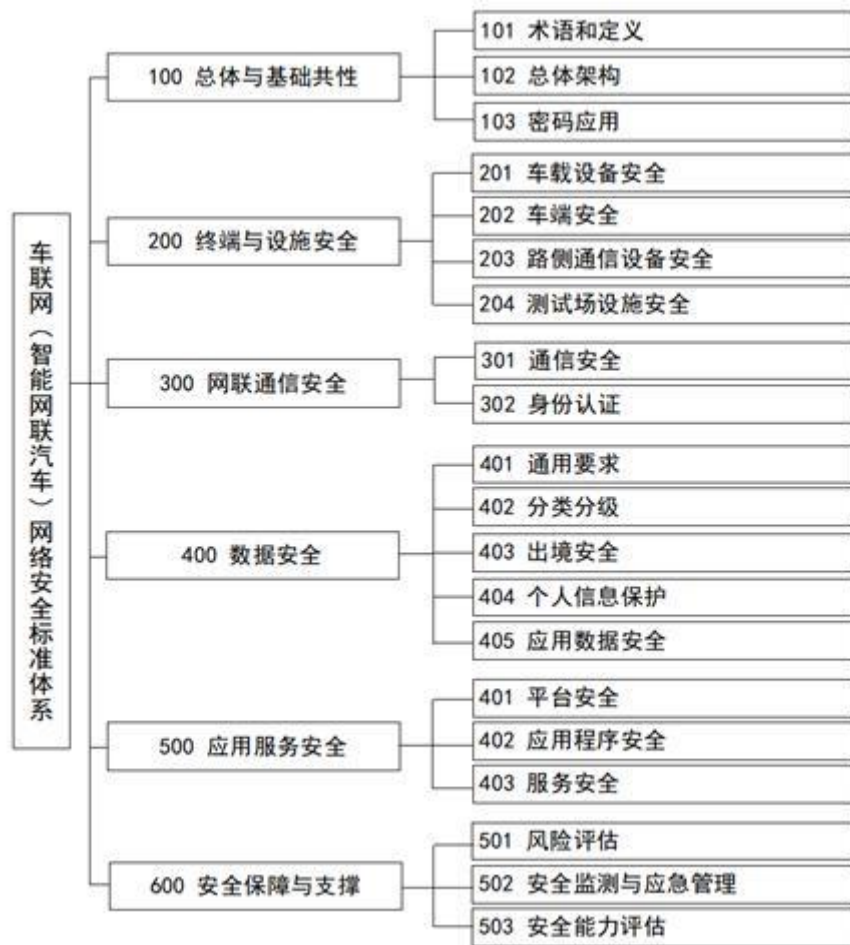 车联网（智能网联汽车）网络安全标准体系
100 总体与基础共性
101 术语和定义
102 总体架构
103 密码应用
200 终端与设施安全
201 车载设备安全
202 车端安全
203 路侧通信设备安全
204 测试场设施安全
300 网联通信安全
301 通信安全
302 身份认证
400 数据安全
401 通用要求
402 分类分级
403 出境安全
404 个人信息保护
405 应用数据安全
500 应用服务安全
401 平台安全
402 应用程序安全
403 服务安全
600 安全保障与支撑
501 风险评估
502 安全监测与应急管理
503 安全能力评估